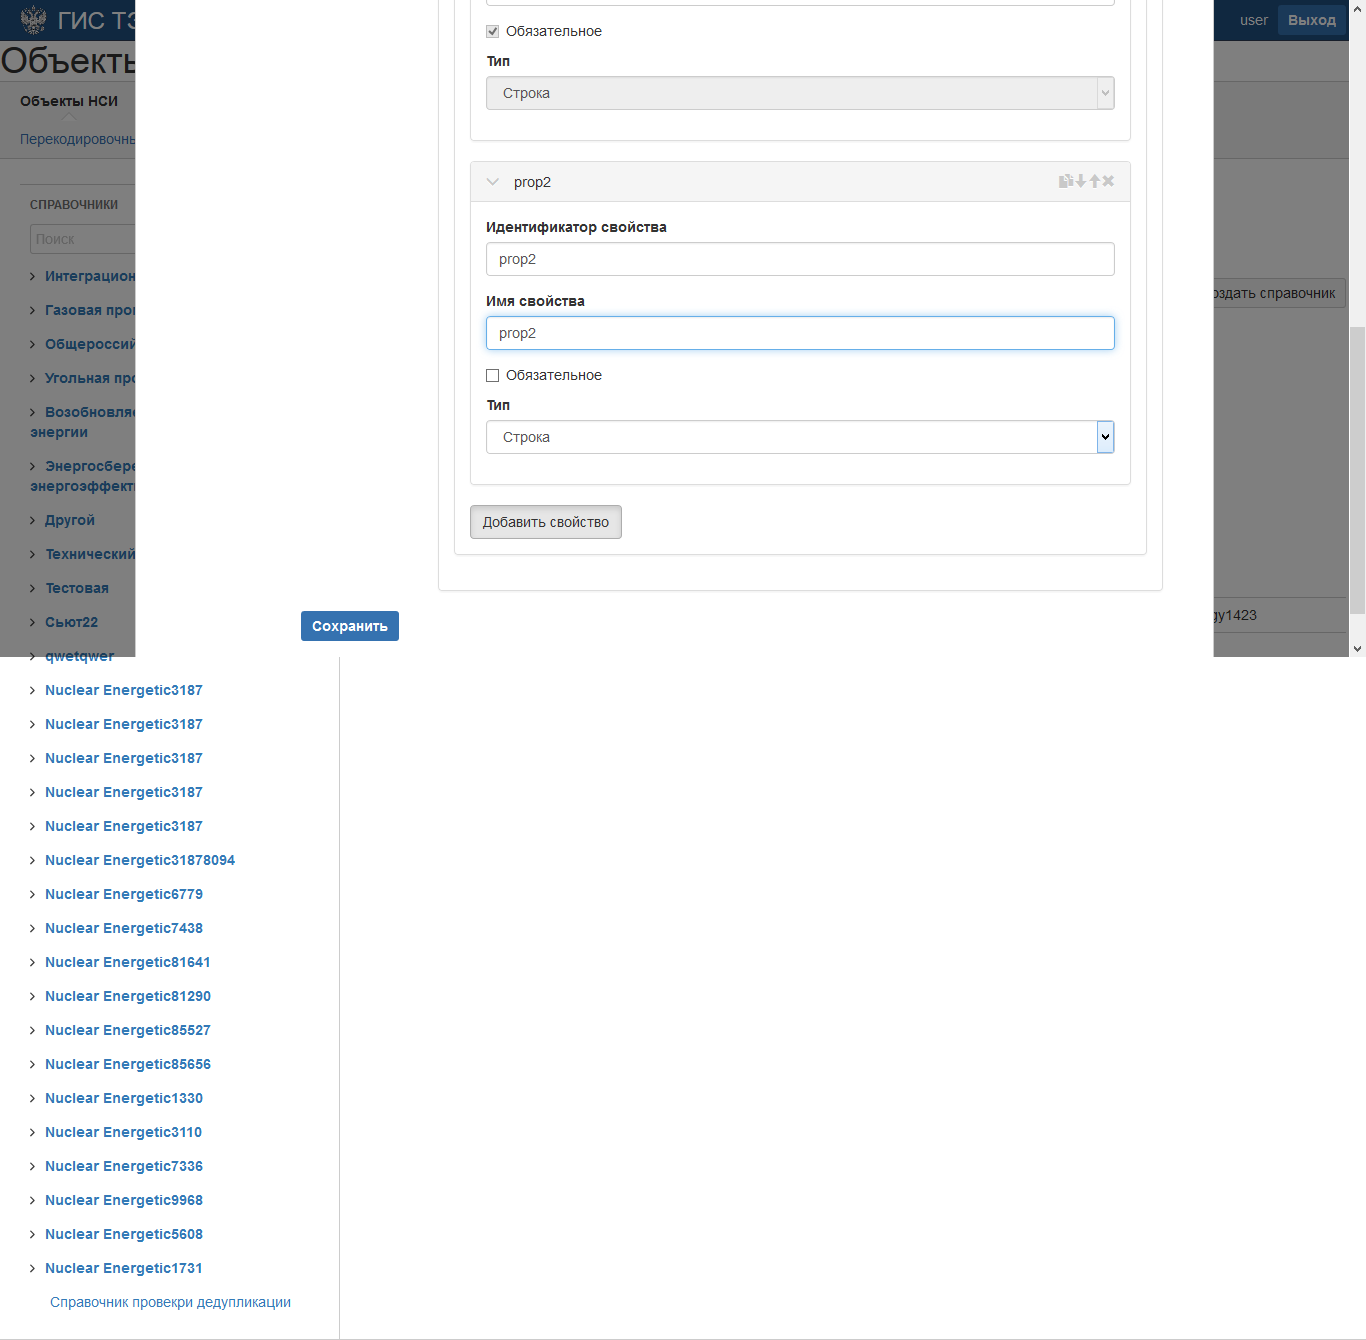 ГИС ТЭ
user
Выход
Объекты
Объекты НСИ
Перекодировочны
СПРАВОЧНИКИ
Поиск
Интеграцион
Газовая про
Общероссий
Угольная про
Возобновляе
энергии
Энергосбере
энергоэффект
Другой
Технический
Тестовая
Сьют22
qwetqwer
Nuclear Energetic3187
Nuclear Energetic3187
Nuclear Energetic3187
Nuclear Energetic3187
Nuclear Energetic3187
Nuclear Energetic31878094
Nuclear Energetic6779
Nuclear Energetic7438
Nuclear Energetic81641
Nuclear Energetic81290
Nuclear Energetic85527
Nuclear Energetic85656
Nuclear Energetic1330
Nuclear Energetic3110
Nuclear Energetic7336
Nuclear Energetic9968
Nuclear Energetic5608
Nuclear Energetic1731
Справочник провекри дедупликации
Обязательное
Тип
Строка
prop2
Идентификатор свойства
prop2
Имя свойства
prop2
Обязательное
Тип
Строка
Добавить свойство
Сохранить
оздать справочник
gy1423